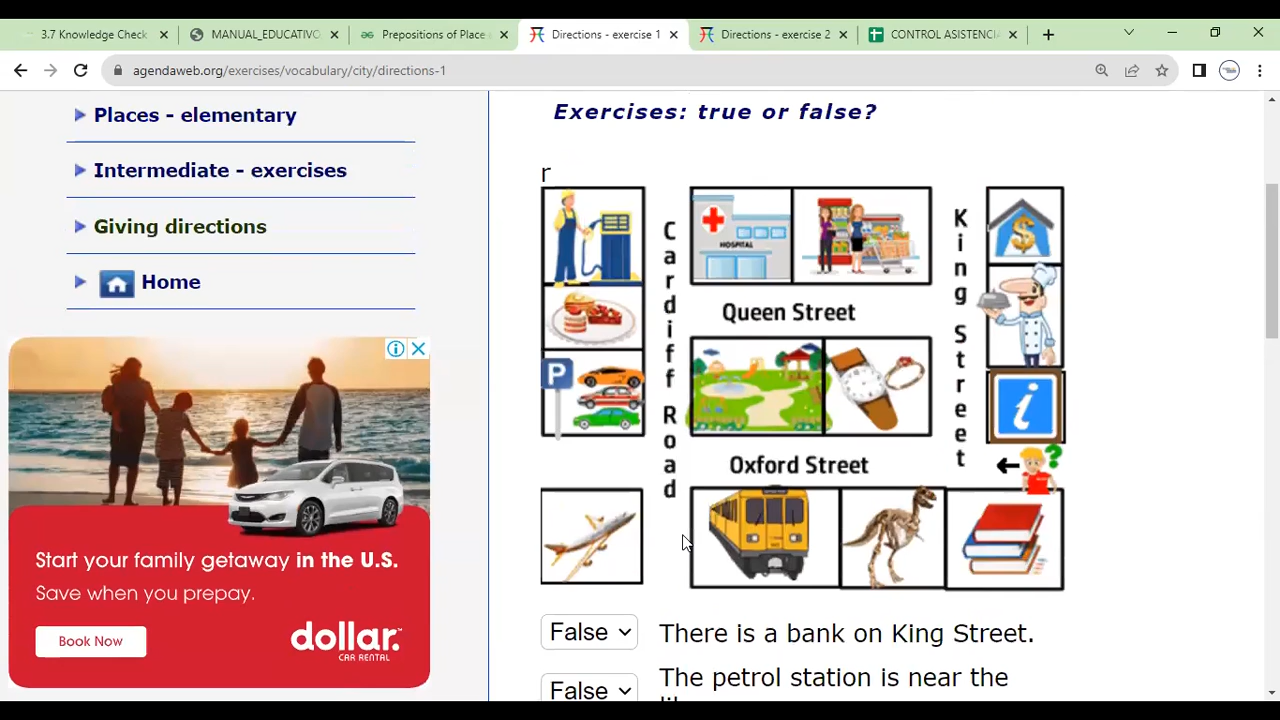 3.7 Knowledge Check
MANUAL_EDUCATIVO
Prepositions of Place
Directions - exercise 1
Directions - exercise 2
CONTROL ASISTENCIA
agendaweb.org/exercises/vocabulary/city/directions-1
Places - elementary
Intermediate - exercises
Giving directions
Home
Start your family getaway in the U.S.
Save when you prepay.
Book Now
dollar.
CAR RENTAL
Exercises: true or false?
r
HOSPITAL
Cardiff Road
Queen Street
King Street
$
P
i
?
Oxford Street
False There is a bank on King Street.
False The petrol station is near the